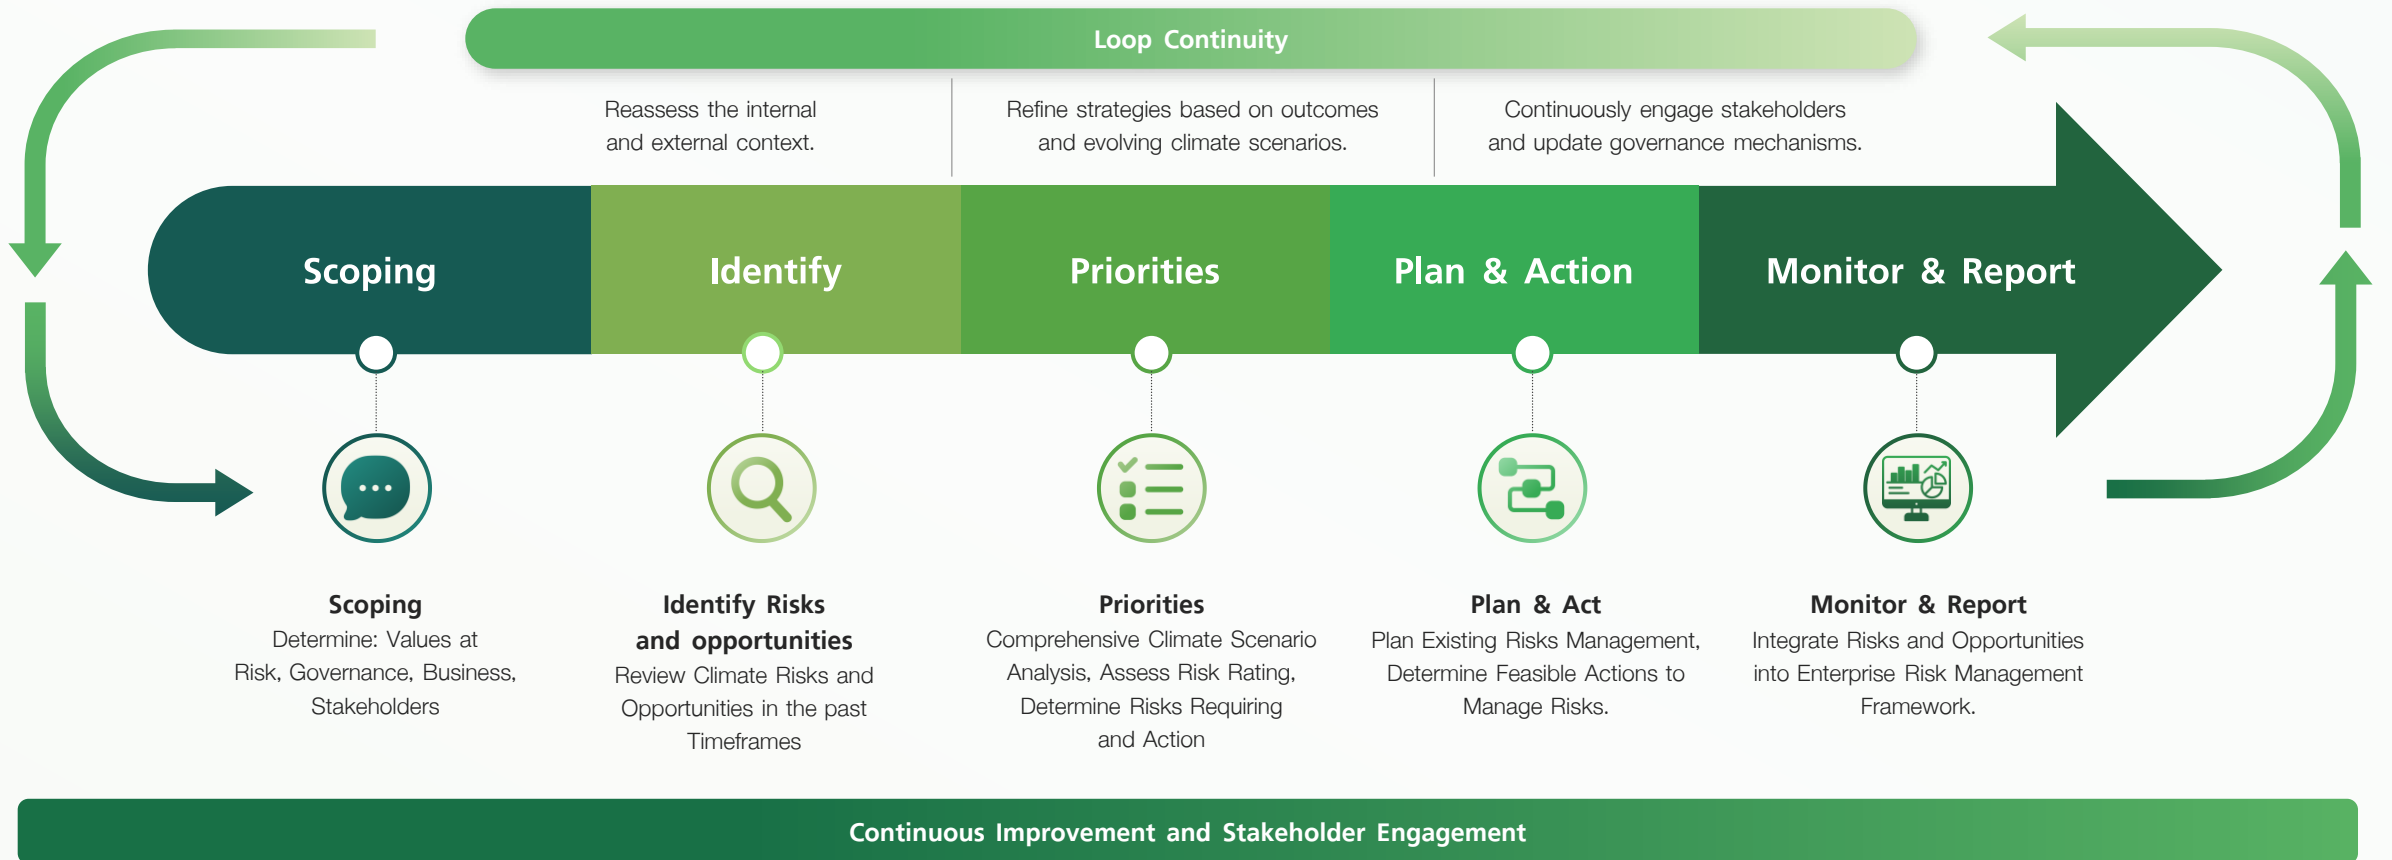 Loop Continuity
Reassess the internal
and external context.
Refine strategies based on outcomes
and evolving climate scenarios.
Continuously engage stakeholders
and update governance mechanisms.
Scoping
Identify
Priorities
Plan & Action
Monitor & Report
Scoping
Determine: Values at
Risk, Governance, Business,
Stakeholders
Identify Risks
and opportunities
Review Climate Risks and
Opportunities in the past
Timeframes
Priorities
Comprehensive Climate Scenario
Analysis, Assess Risk Rating,
Determine Risks Requiring
and Action
Plan & Act
Plan Existing Risks Management,
Determine Feasible Actions to
Manage Risks.
Monitor & Report
Integrate Risks and Opportunities
into Enterprise Risk Management
Framework.
Continuous Improvement and Stakeholder Engagement